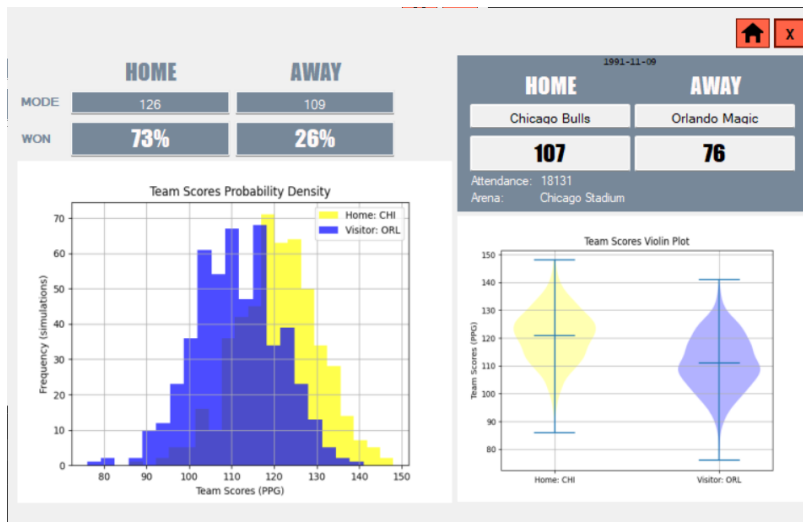 X
HOME AWAY
MODE 126 109
WON 73% 26%
1991-11-09
HOME AWAY
Chicago Bulls Orlando Magic
107 76
Attendance: 18131
Arena: Chicago Stadium
Team Scores Probability Density
Home: CHI
Visitor: ORL
Frequency (simulations)
70
60
50
40
30
20
10
0
80 90 100 110 120 130 140 150
Team Scores (PPG)
Team Scores Violin Plot
Team Scores (PPG)
150
140
130
120
110
100
90
80
Home: CHI Visitor: ORL